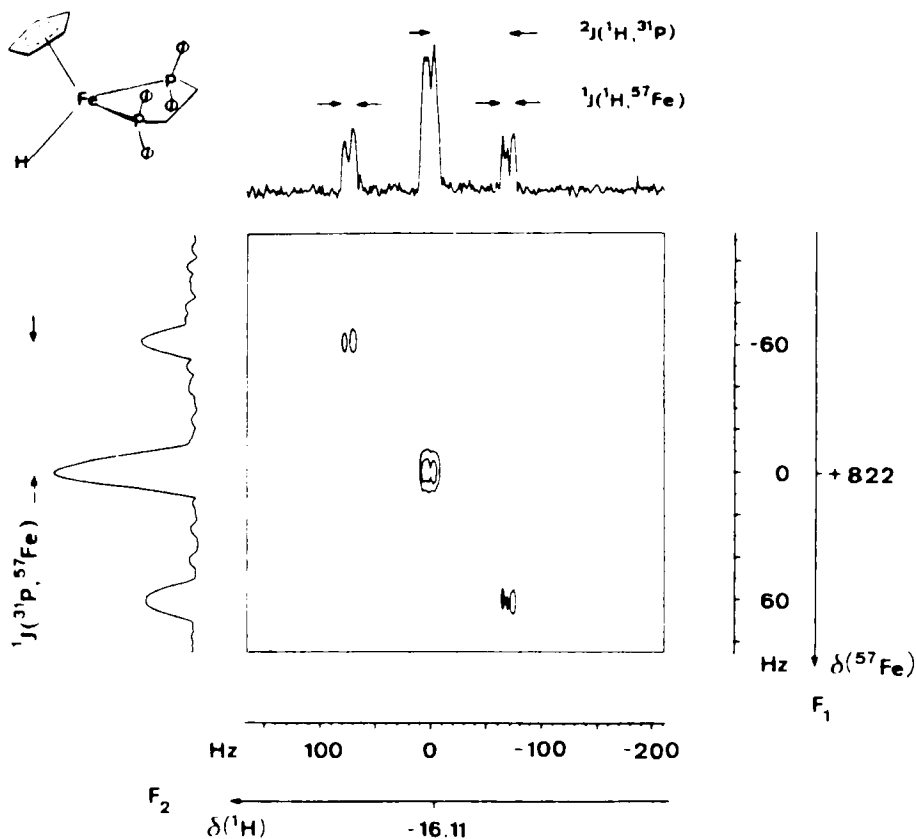 ²J(¹H,³¹P)
¹J(¹H,⁵⁷Fe)
Φ
P
Φ
Φ
Fe
P
Φ
H
¹J(³¹P,⁵⁷Fe)
-60
0
+822
60
Hz
δ(⁵⁷Fe)
F₁
Hz 100 0 -100 -200
F₂
δ(¹H) -16.11